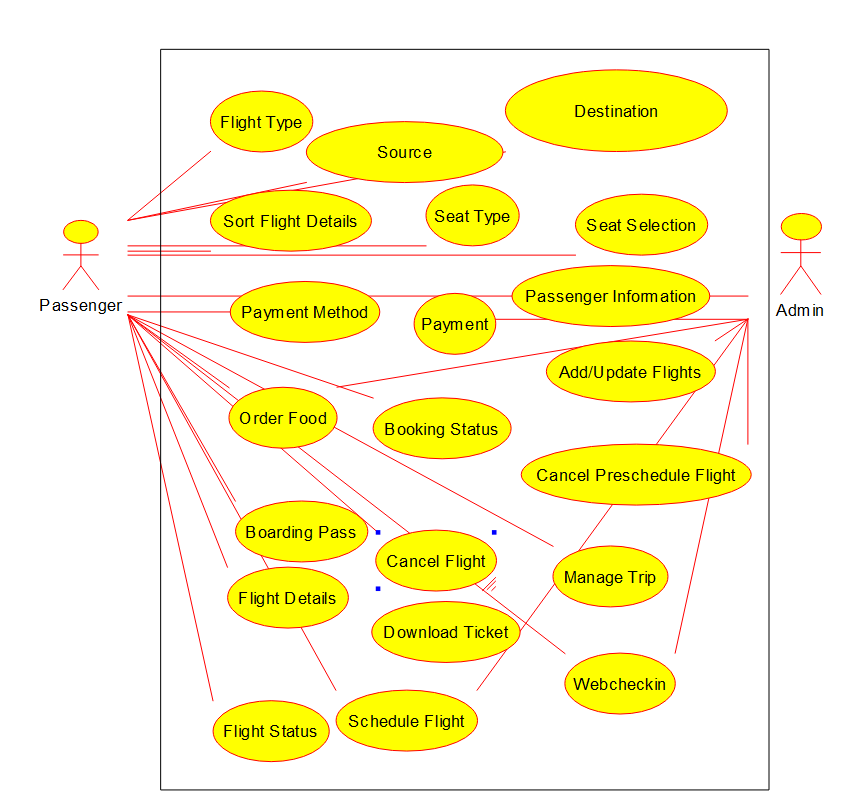 Flight Type
Destination
Source
Sort Flight Details
Seat Type
Seat Selection
Passenger
Admin
Payment Method
Payment
Passenger Information
Add/Update Flights
Order Food
Booking Status
Cancel Preschedule Flight
Boarding Pass
Cancel Flight
Manage Trip
Flight Details
Download Ticket
Webcheckin
Flight Status
Schedule Flight